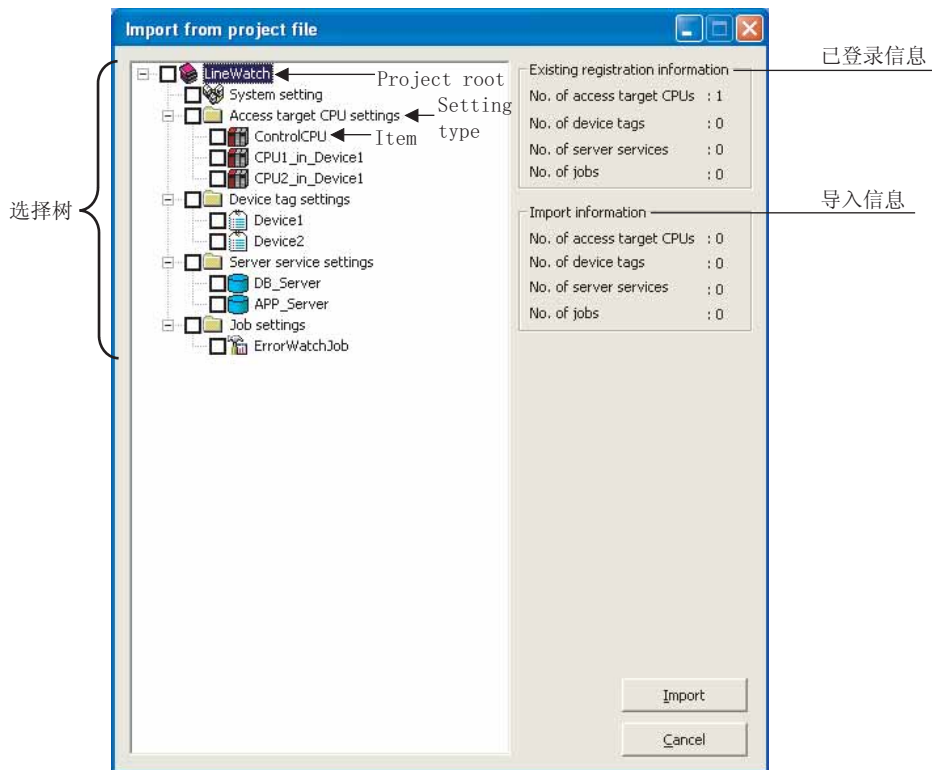 Import from project file
已登录信息
LineWatch
Project root
System setting
Setting type
Access target CPU settings
ControlCPU
Item
CPU1_in_Device1
CPU2_in_Device1
选择树
Device tag settings
Device1
Device2
Server service settings
DB_Server
APP_Server
Job settings
ErrorWatchJob
Existing registration information
No. of access target CPUs : 1
No. of device tags : 0
No. of server services : 0
No. of jobs : 0
导入信息
Import information
No. of access target CPUs : 0
No. of device tags : 0
No. of server services : 0
No. of jobs : 0
Import
Cancel